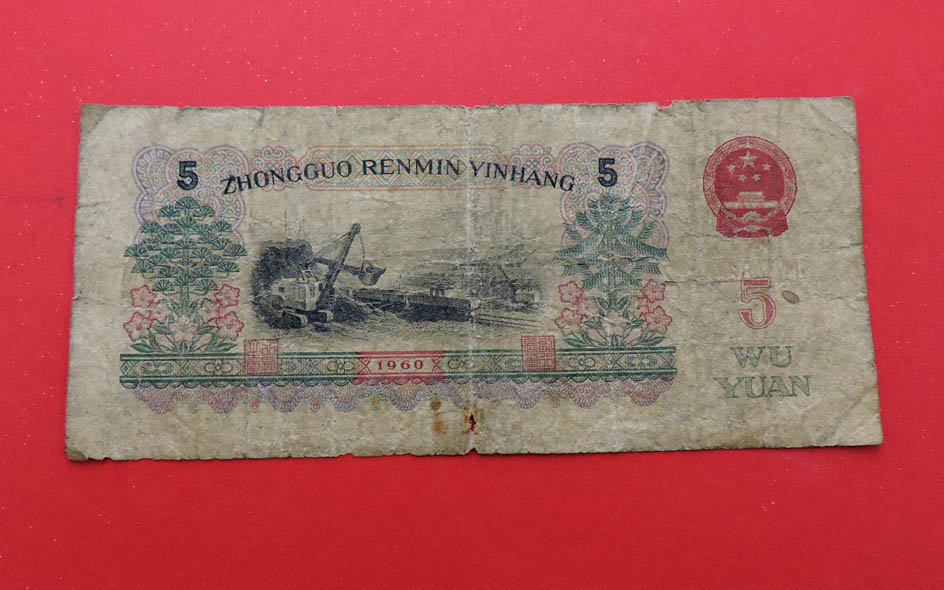 5 ZHONGGUO RENMIN YINHANG 5
5
1960
WU
YUAN